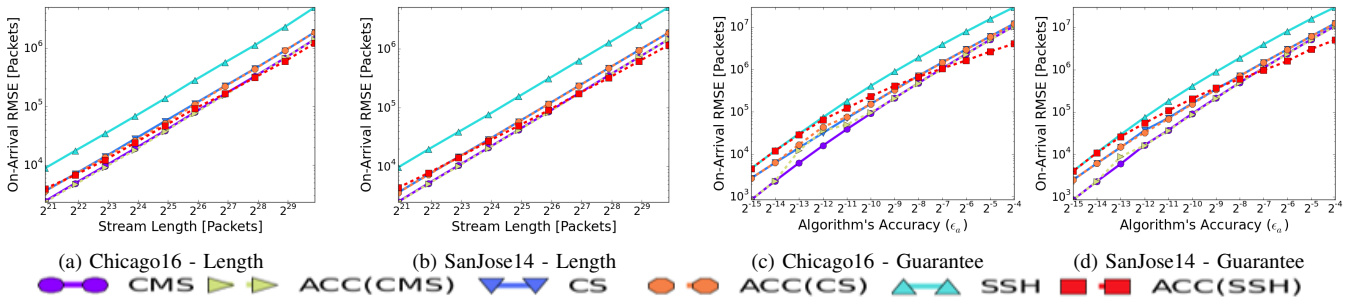 On-Arrival RMSE [Packets]
10^6
10^5
10^4
2^21 2^22 2^23 2^24 2^25 2^26 2^27 2^28 2^29
Stream Length [Packets]
(a) Chicago16 - Length
On-Arrival RMSE [Packets]
10^6
10^5
10^4
2^21 2^22 2^23 2^24 2^25 2^26 2^27 2^28 2^29
Stream Length [Packets]
(b) SanJose14 - Length
On-Arrival RMSE [Packets]
10^7
10^6
10^5
10^4
10^3
2^-15 2^-14 2^-13 2^-12 2^-11 2^-10 2^-9 2^-8 2^-7 2^-6 2^-5 2^-4
Algorithm's Accuracy (ϵ_a)
(c) Chicago16 - Guarantee
On-Arrival RMSE [Packets]
10^7
10^6
10^5
10^4
10^3
2^-15 2^-14 2^-13 2^-12 2^-11 2^-10 2^-9 2^-8 2^-7 2^-6 2^-5 2^-4
Algorithm's Accuracy (ϵ_a)
(d) SanJose14 - Guarantee
CMS ACC(CMS) CS ACC(CS) SSH ACC(SSH)